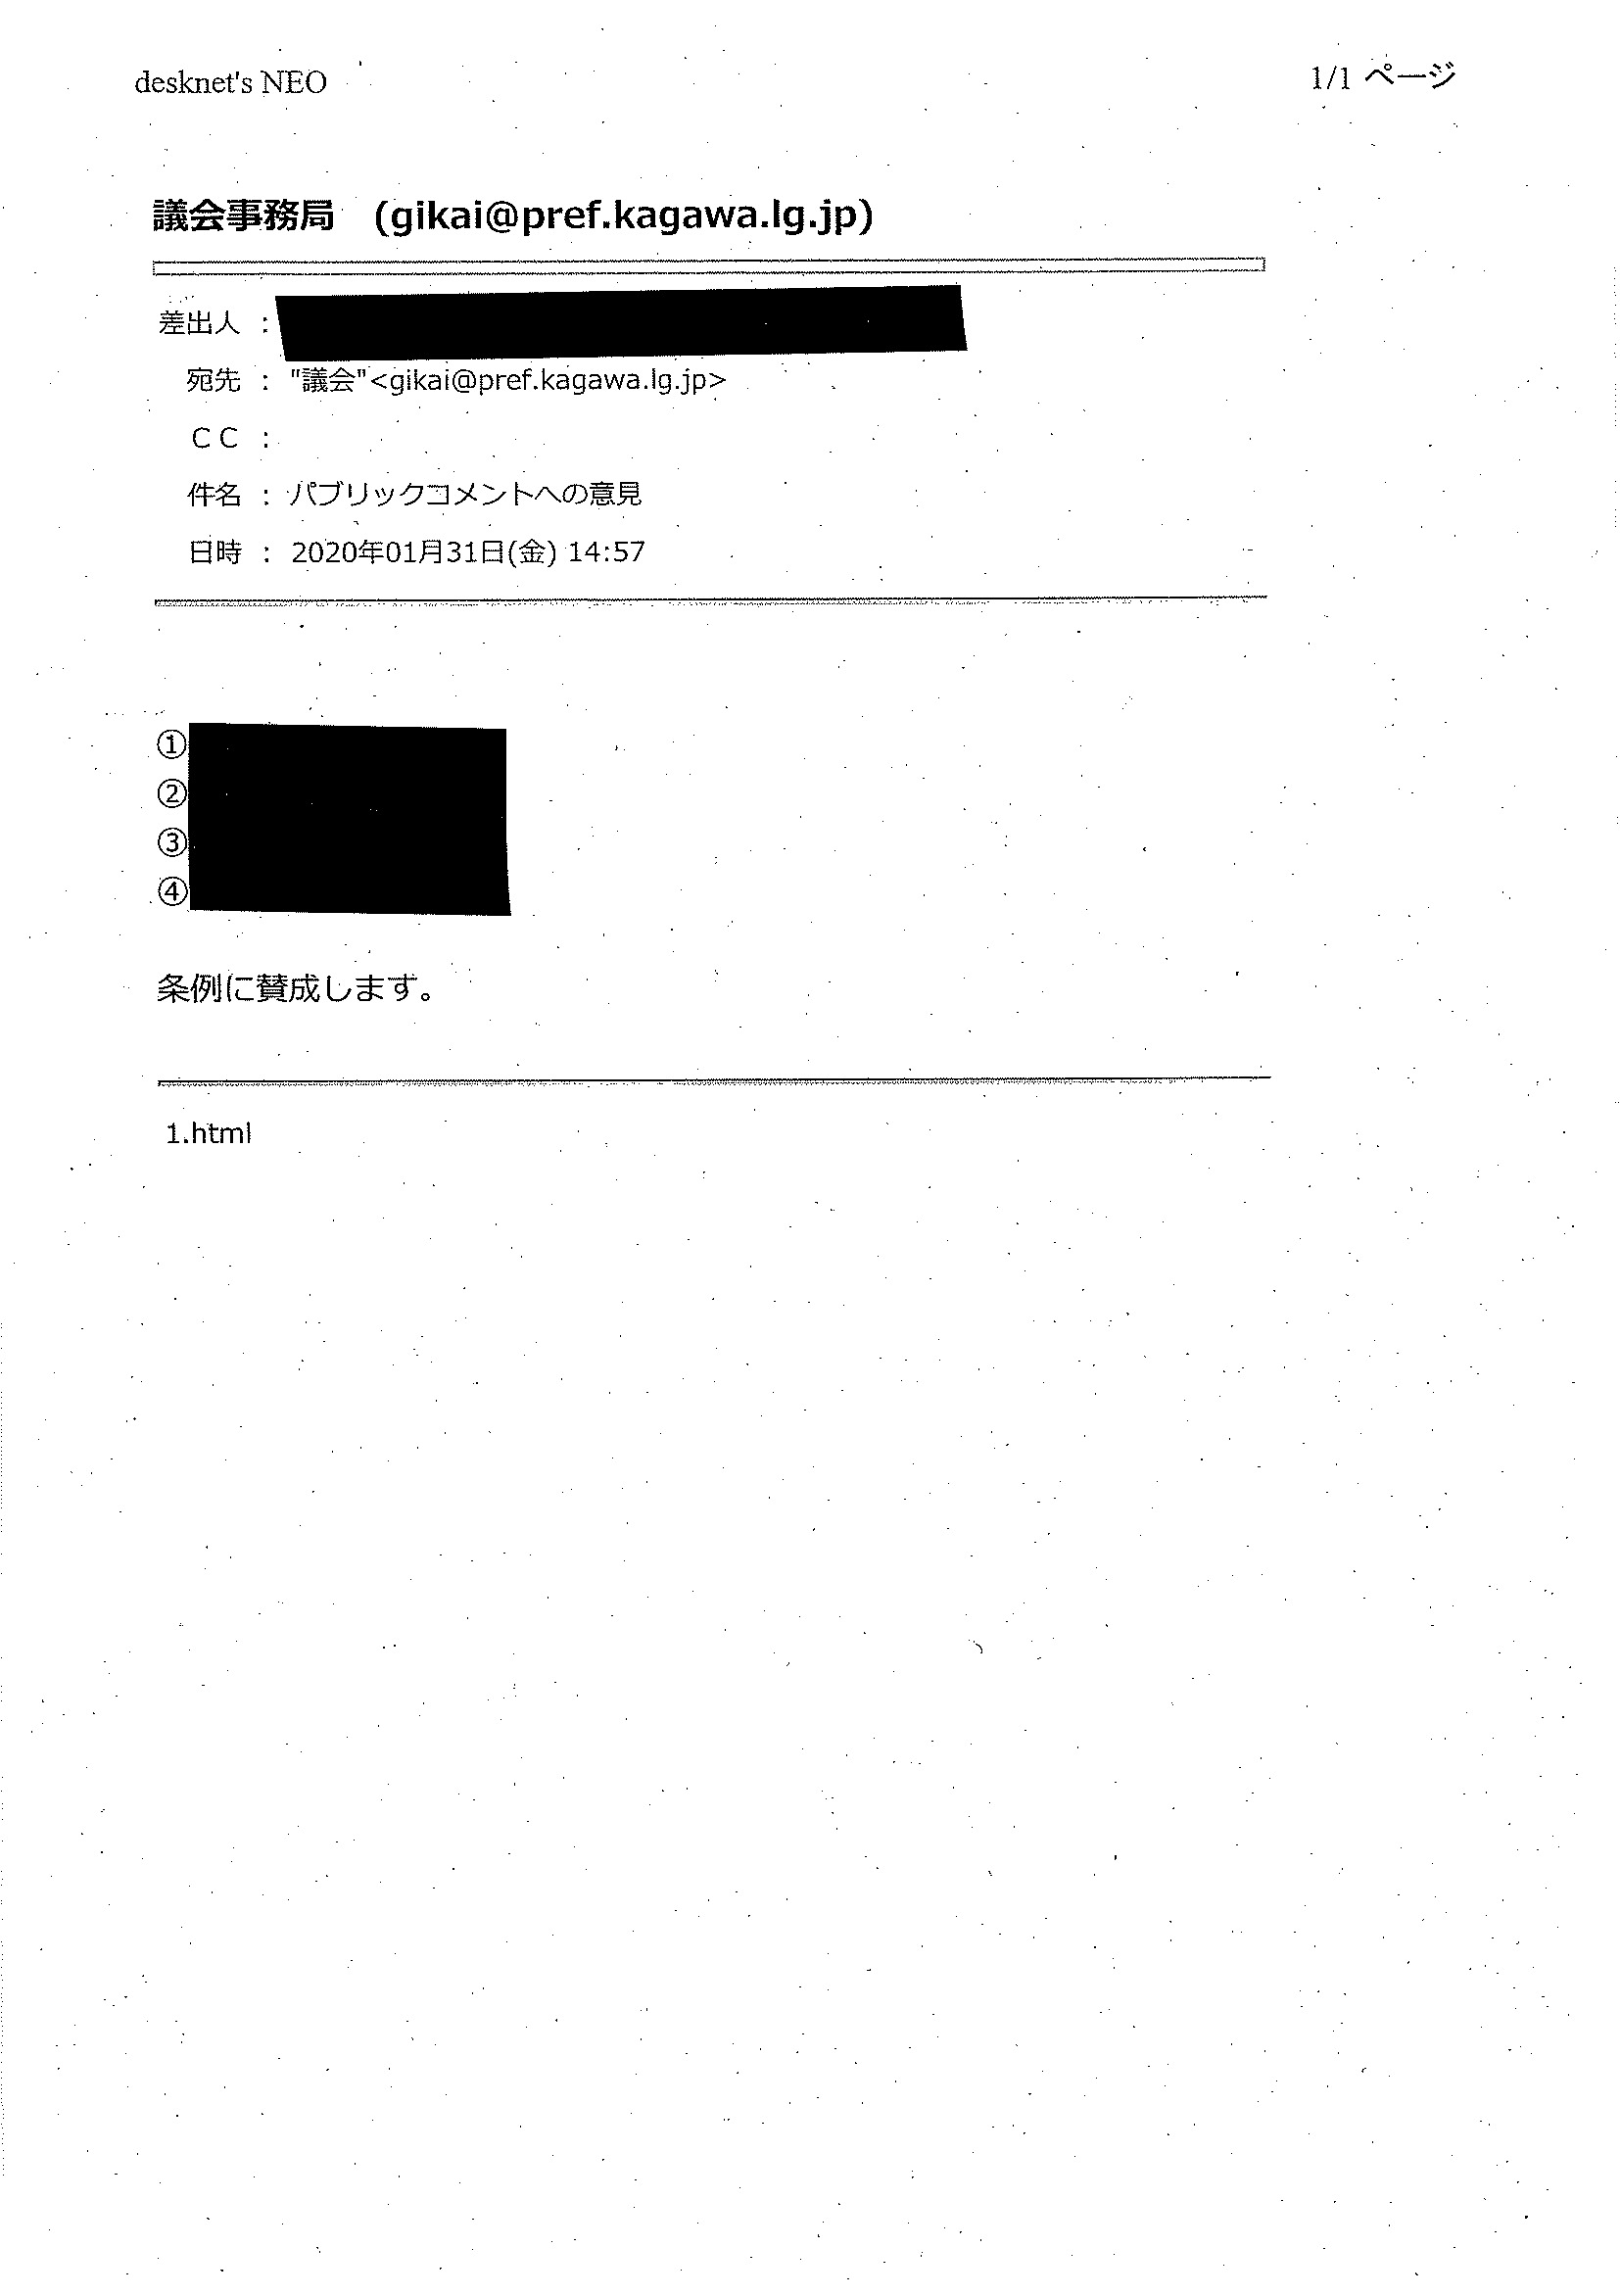 desknet's NEO
1/1 ページ
議会事務局　(gikai@pref.kagawa.lg.jp)
差出人 ：
宛先 ： "議会"<gikai@pref.kagawa.lg.jp>
ＣＣ ：
件名 ： パブリックコメントへの意見
日時 ： 2020年01月31日(金) 14:57
①
②
③
④
条例に賛成します。
1.html